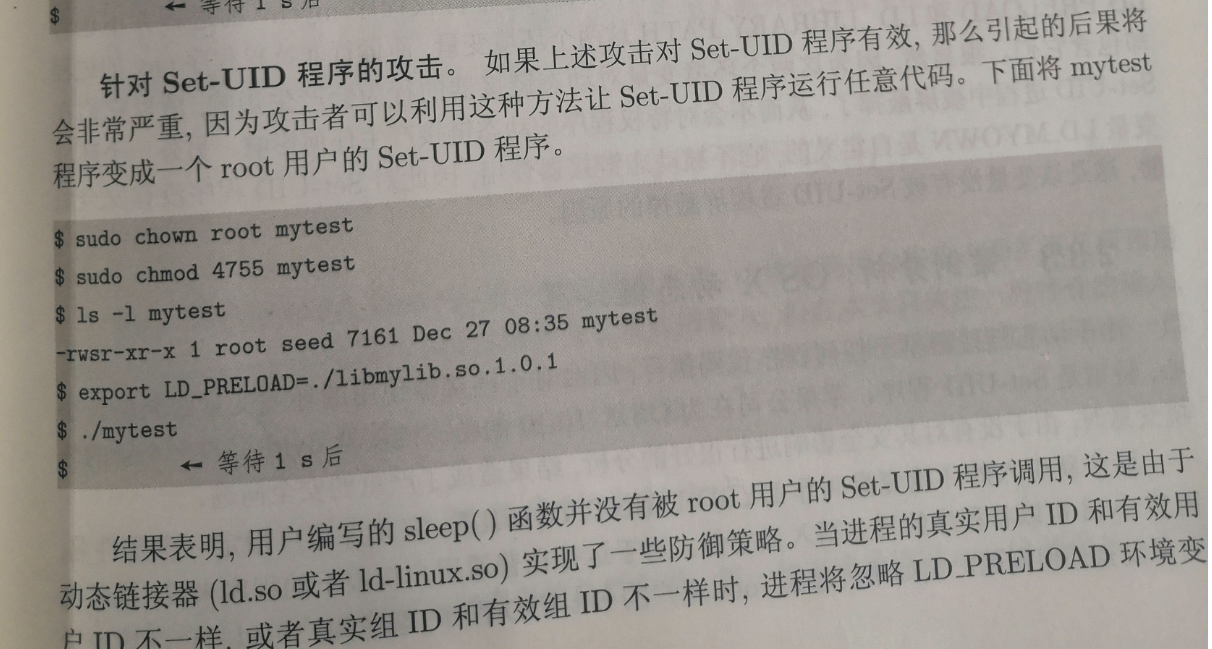 $ ← 等待 1 s 后
针对 Set-UID 程序的攻击。 如果上述攻击对 Set-UID 程序有效, 那么引起的后果将
会非常严重, 因为攻击者可以利用这种方法让 Set-UID 程序运行任意代码。下面将 mytest
程序变成一个 root 用户的 Set-UID 程序。
$ sudo chown root mytest
$ sudo chmod 4755 mytest
$ ls -l mytest
-rwsr-xr-x 1 root seed 7161 Dec 27 08:35 mytest
$ export LD_PRELOAD=./libmylib.so.1.0.1
$ ./mytest
$ ← 等待 1 s 后
结果表明, 用户编写的 sleep( ) 函数并没有被 root 用户的 Set-UID 程序调用, 这是由于
动态链接器 (ld.so 或者 ld-linux.so) 实现了一些防御策略。当进程的真实用户 ID 和有效用
户 ID 不一样, 或者真实组 ID 和有效组 ID 不一样时, 进程将忽略 LD_PRELOAD 环境变